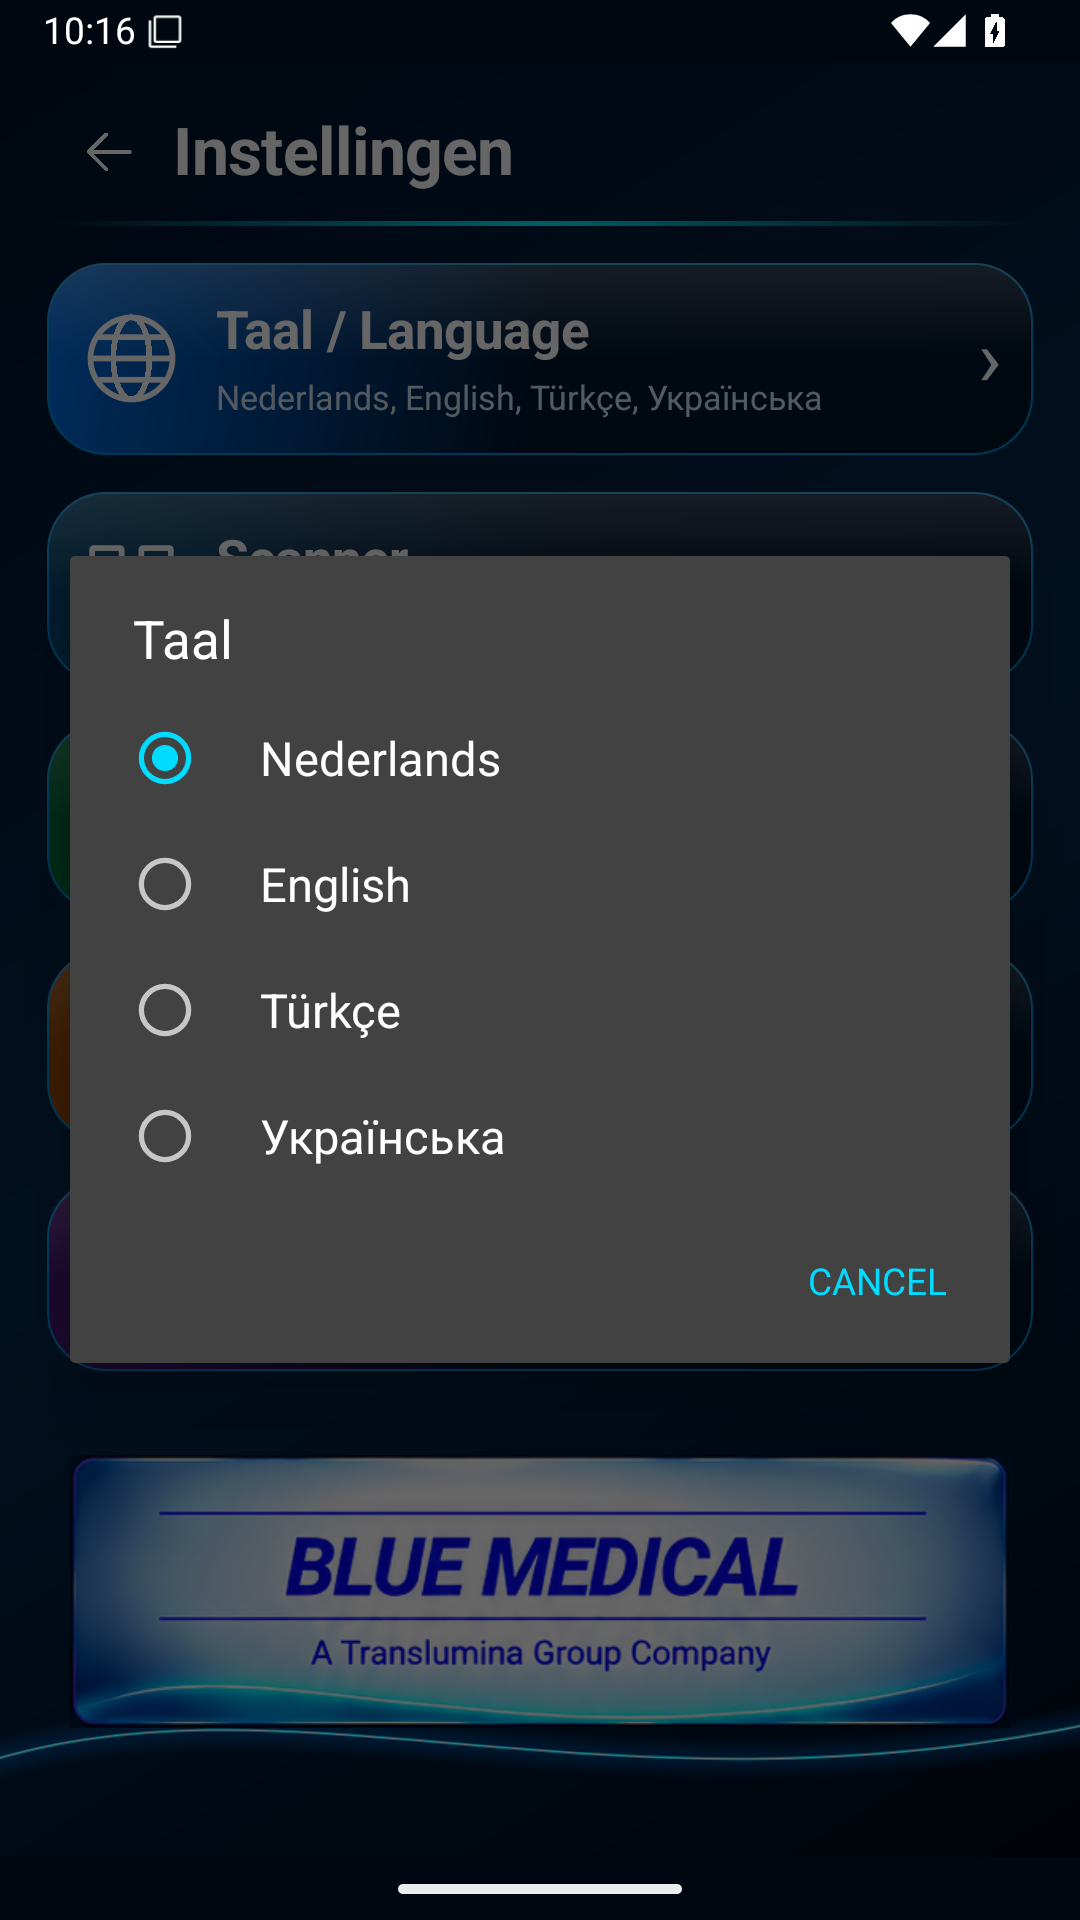 10:16
Instellingen
Taal / Language
Nederlands, English, Türkçe, Українська
Scanner
Taal
Nederlands
English
Türkçe
Українська
CANCEL
BLUE MEDICAL
A Translumina Group Company